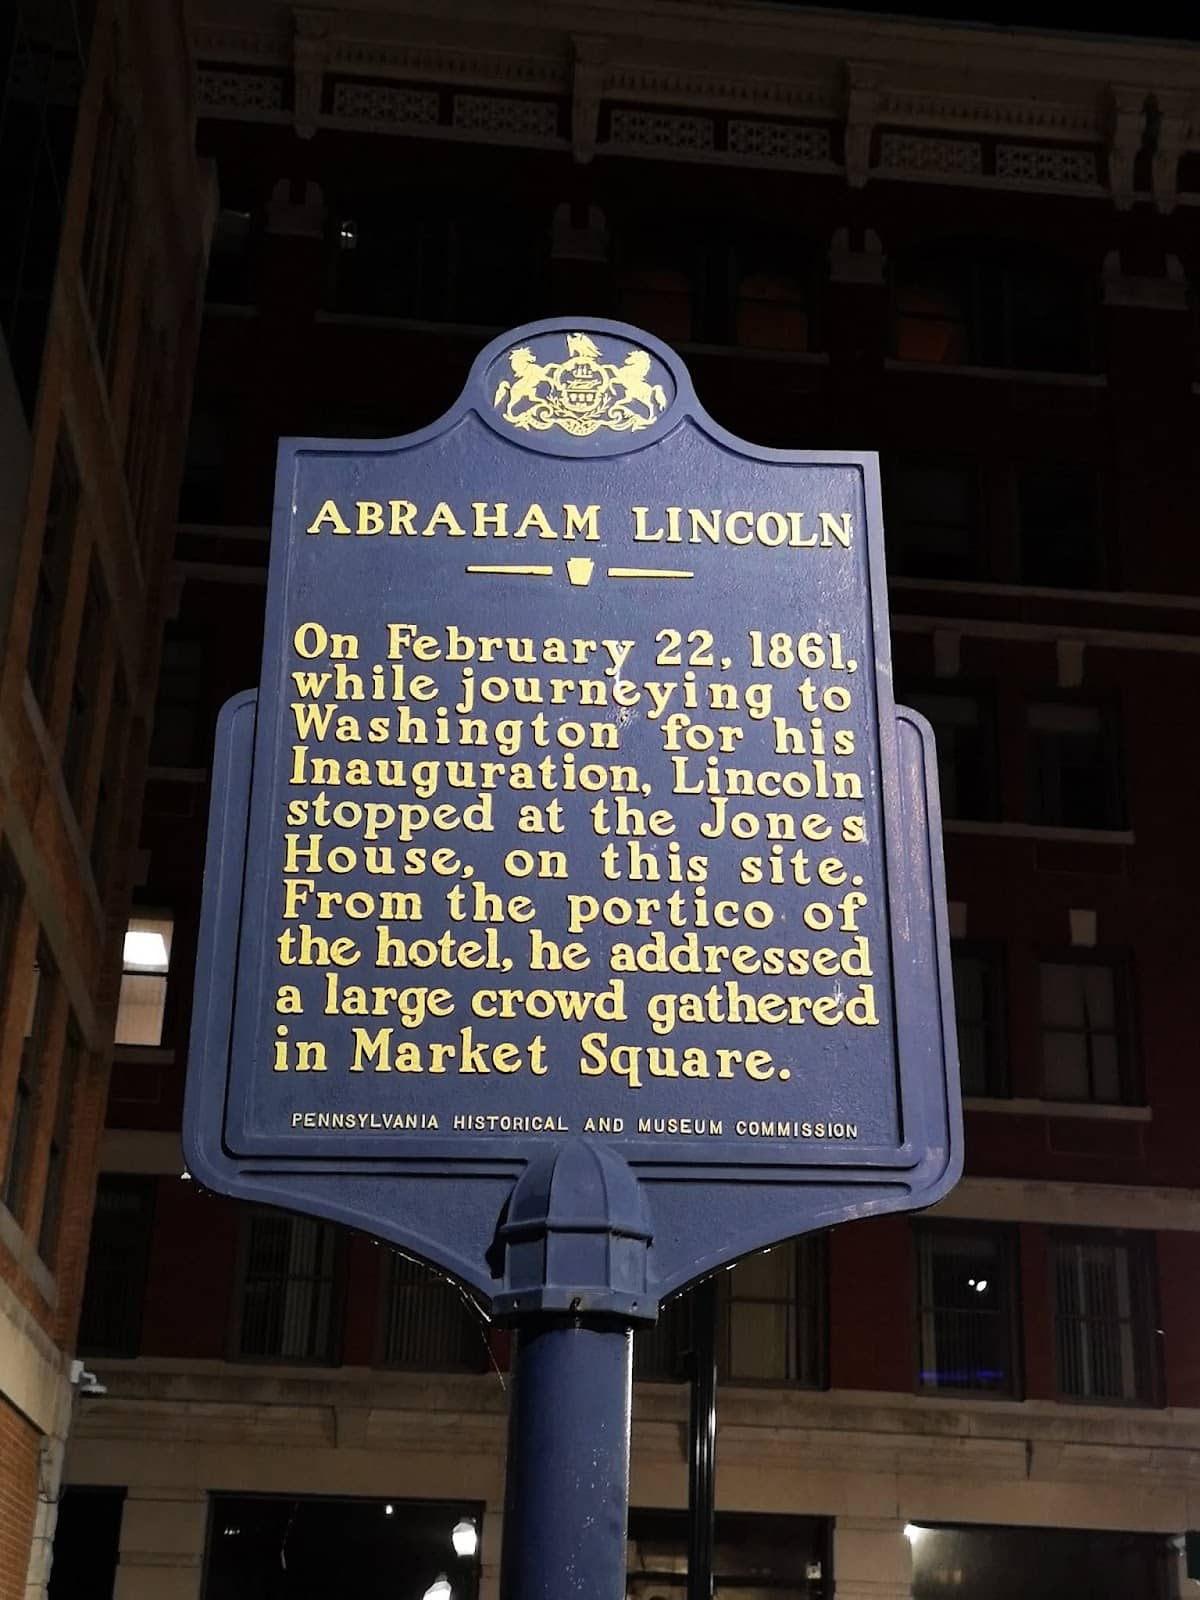 ABRAHAM LINCOLN
On February 22, 1861,
while journeying to
Washington for his
Inauguration, Lincoln
stopped at the Jones
House, on this site.
From the portico of
the hotel, he addressed
a large crowd gathered
in Market Square.
PENNSYLVANIA HISTORICAL AND MUSEUM COMMISSION